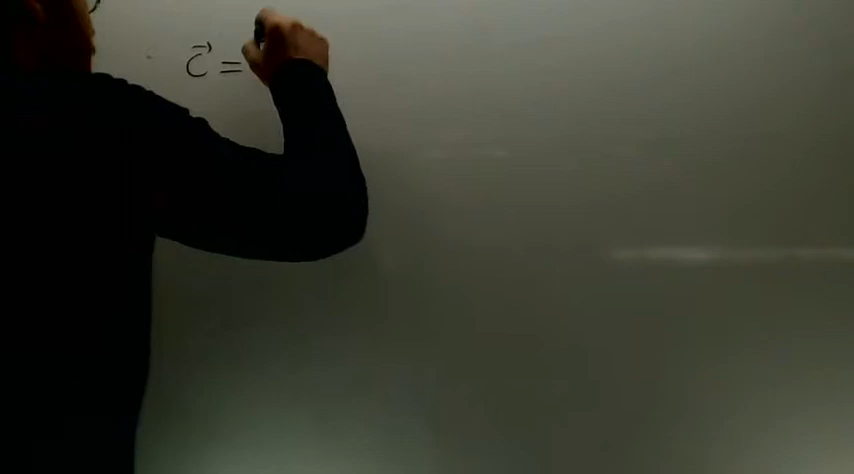 c⃗ =